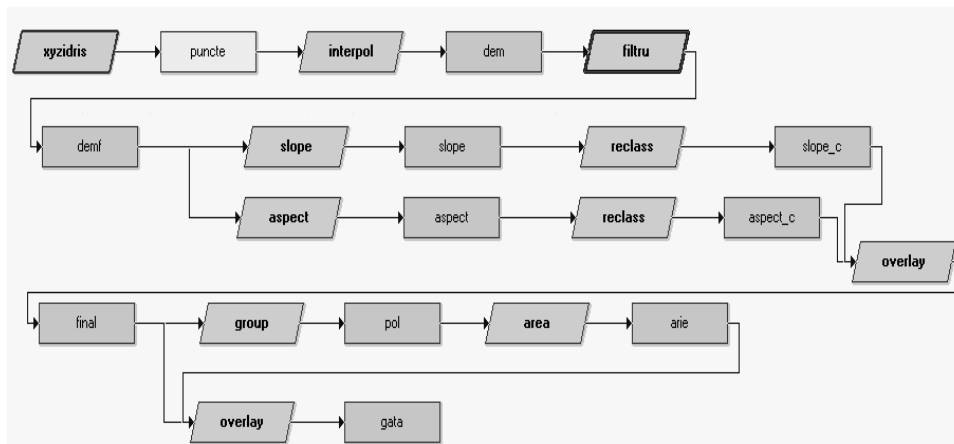 xyzidris
puncte
interpol
dem
filtru
demf
slope
slope
reclass
slope_c
aspect
aspect
reclass
aspect_c
overlay
final
group
pol
area
arie
overlay
gata